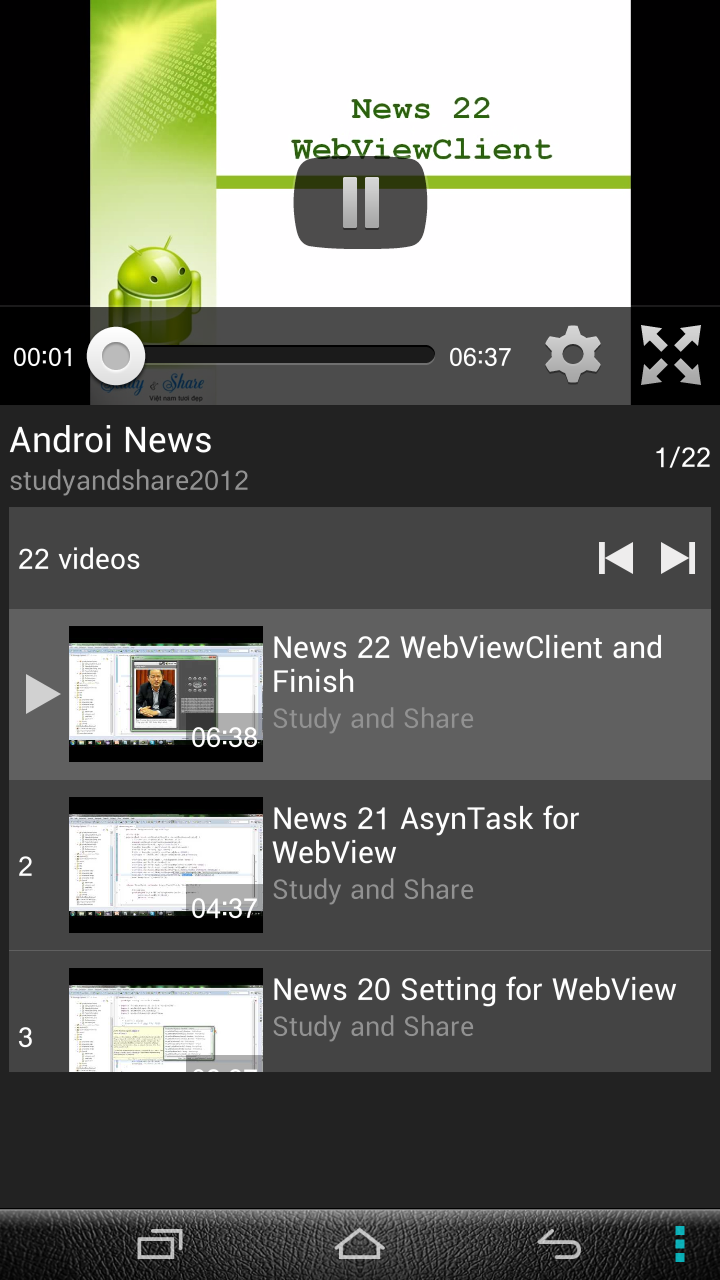 News 22
WebViewClient
00:01
06:37
Study & Share
Việt nam tươi đẹp
Androi News
studyandshare2012
1/22
22 videos
News 22 WebViewClient and
Finish
Study and Share
06:38
2
News 21 AsynTask for
WebView
Study and Share
04:37
3
News 20 Setting for WebView
Study and Share